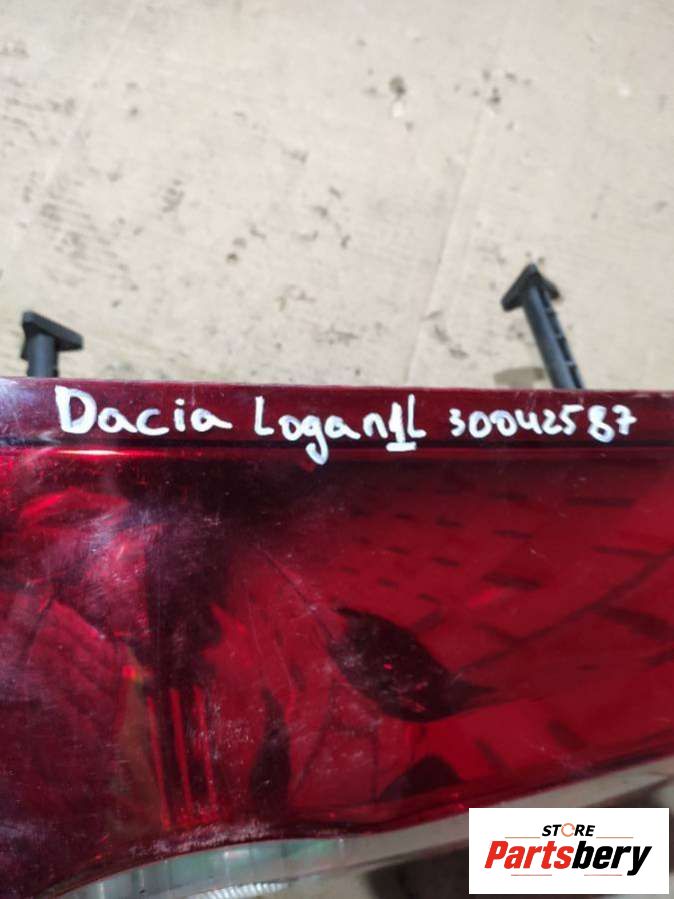 Dacia Logan1L 30042587
STORE
Partsbery